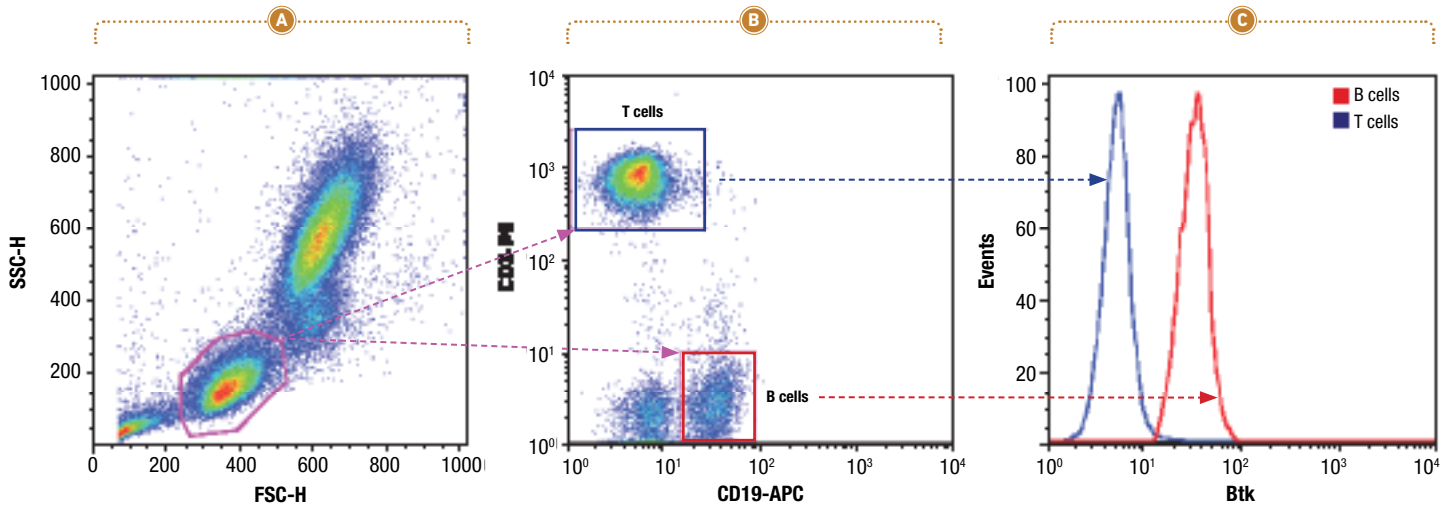 A
B
C
SSC-H
1000
800
600
400
200
0 200 400 600 800 1000
FSC-H
10⁴
10³
10²
10¹
10⁰
T cells
B cells
10⁰ 10¹ 10² 10³ 10⁴
CD19-APC
Events
100
80
60
40
20
B cells
T cells
10⁰ 10¹ 10² 10³ 10⁴
Btk